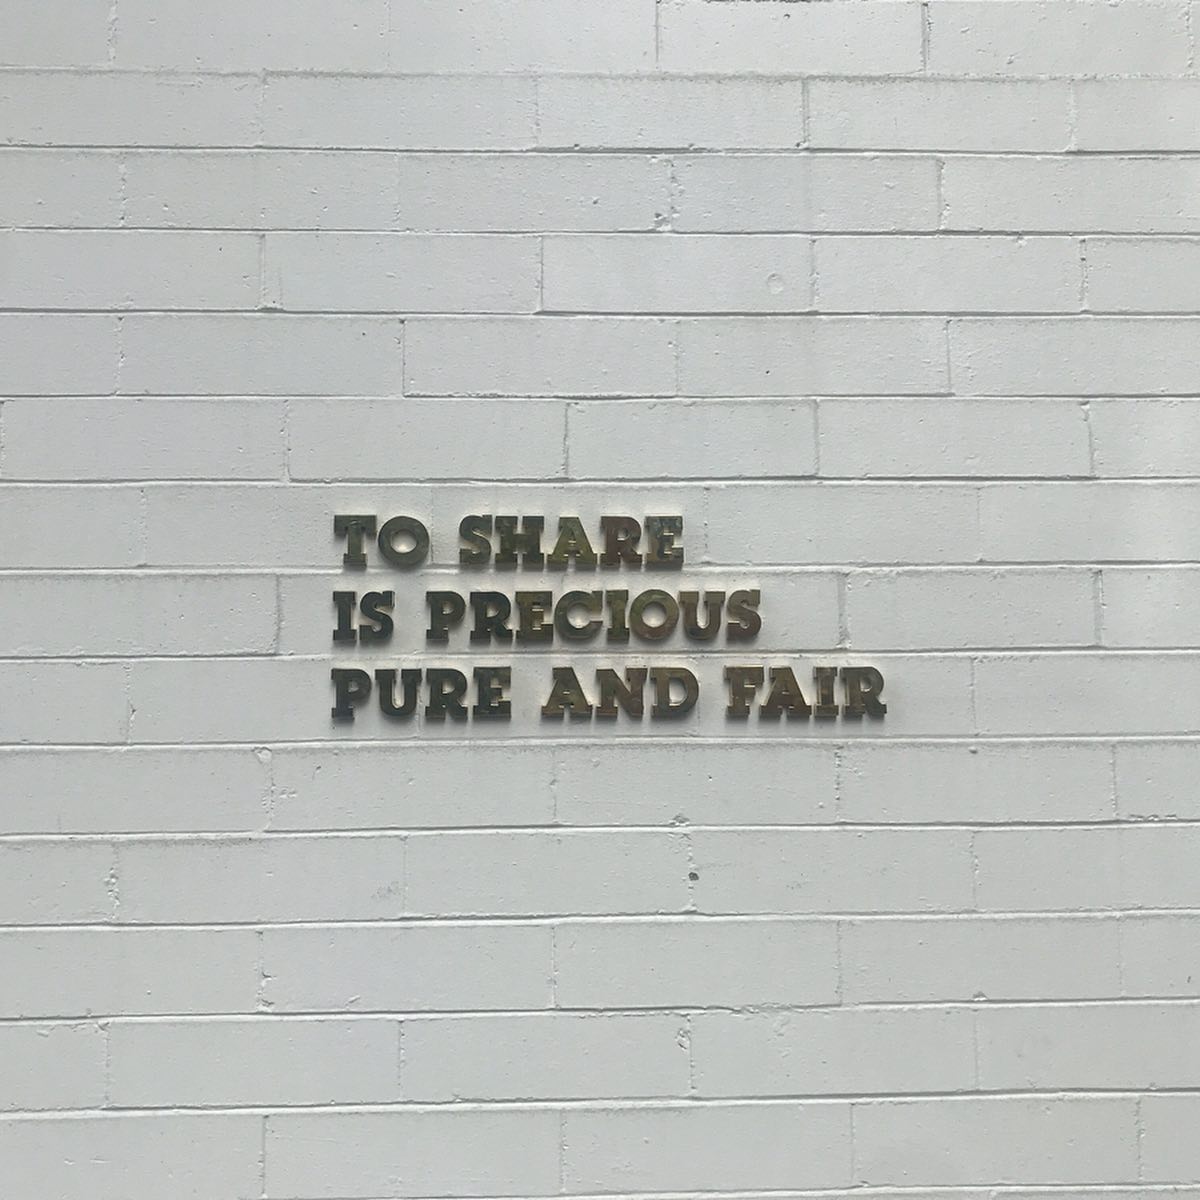 TO SHARE
IS PRECIOUS
PURE AND FAIR